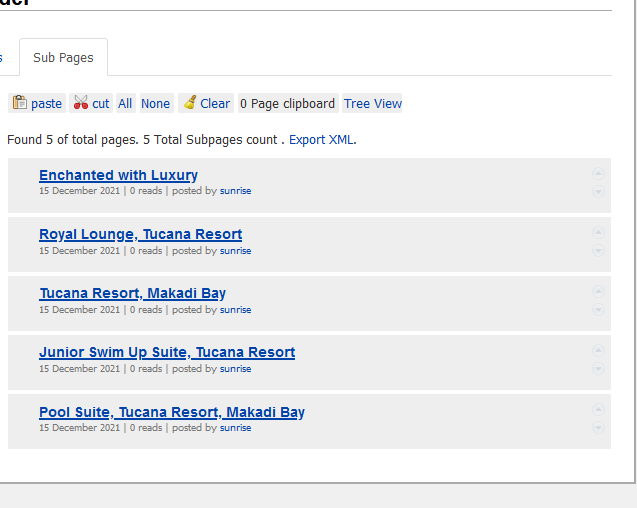 Sub Pages
paste cut All None Clear 0 Page clipboard Tree View
Found 5 of total pages. 5 Total Subpages count . Export XML.
Enchanted with Luxury
15 December 2021 | 0 reads | posted by sunrise
Royal Lounge, Tucana Resort
15 December 2021 | 0 reads | posted by sunrise
Tucana Resort, Makadi Bay
15 December 2021 | 0 reads | posted by sunrise
Junior Swim Up Suite, Tucana Resort
15 December 2021 | 0 reads | posted by sunrise
Pool Suite, Tucana Resort, Makadi Bay
15 December 2021 | 0 reads | posted by sunrise